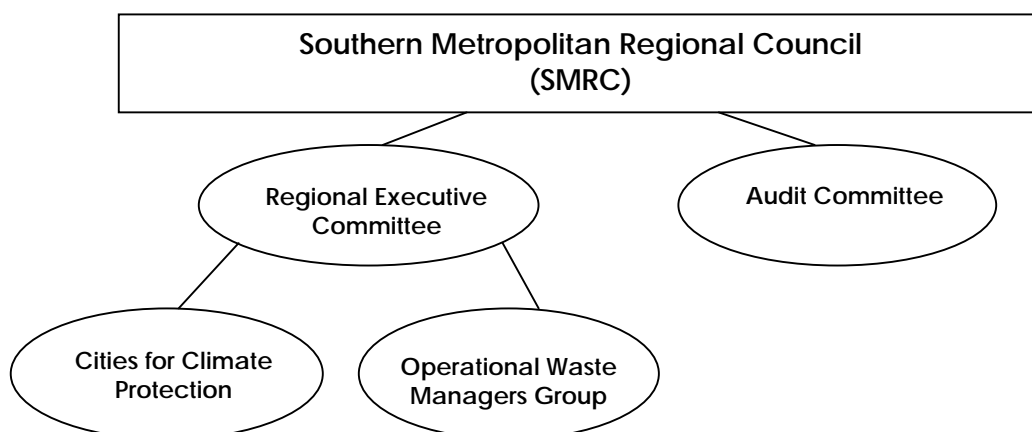 Southern Metropolitan Regional Council
(SMRC)
Regional Executive
Committee
Audit Committee
Cities for Climate
Protection
Operational Waste
Managers Group